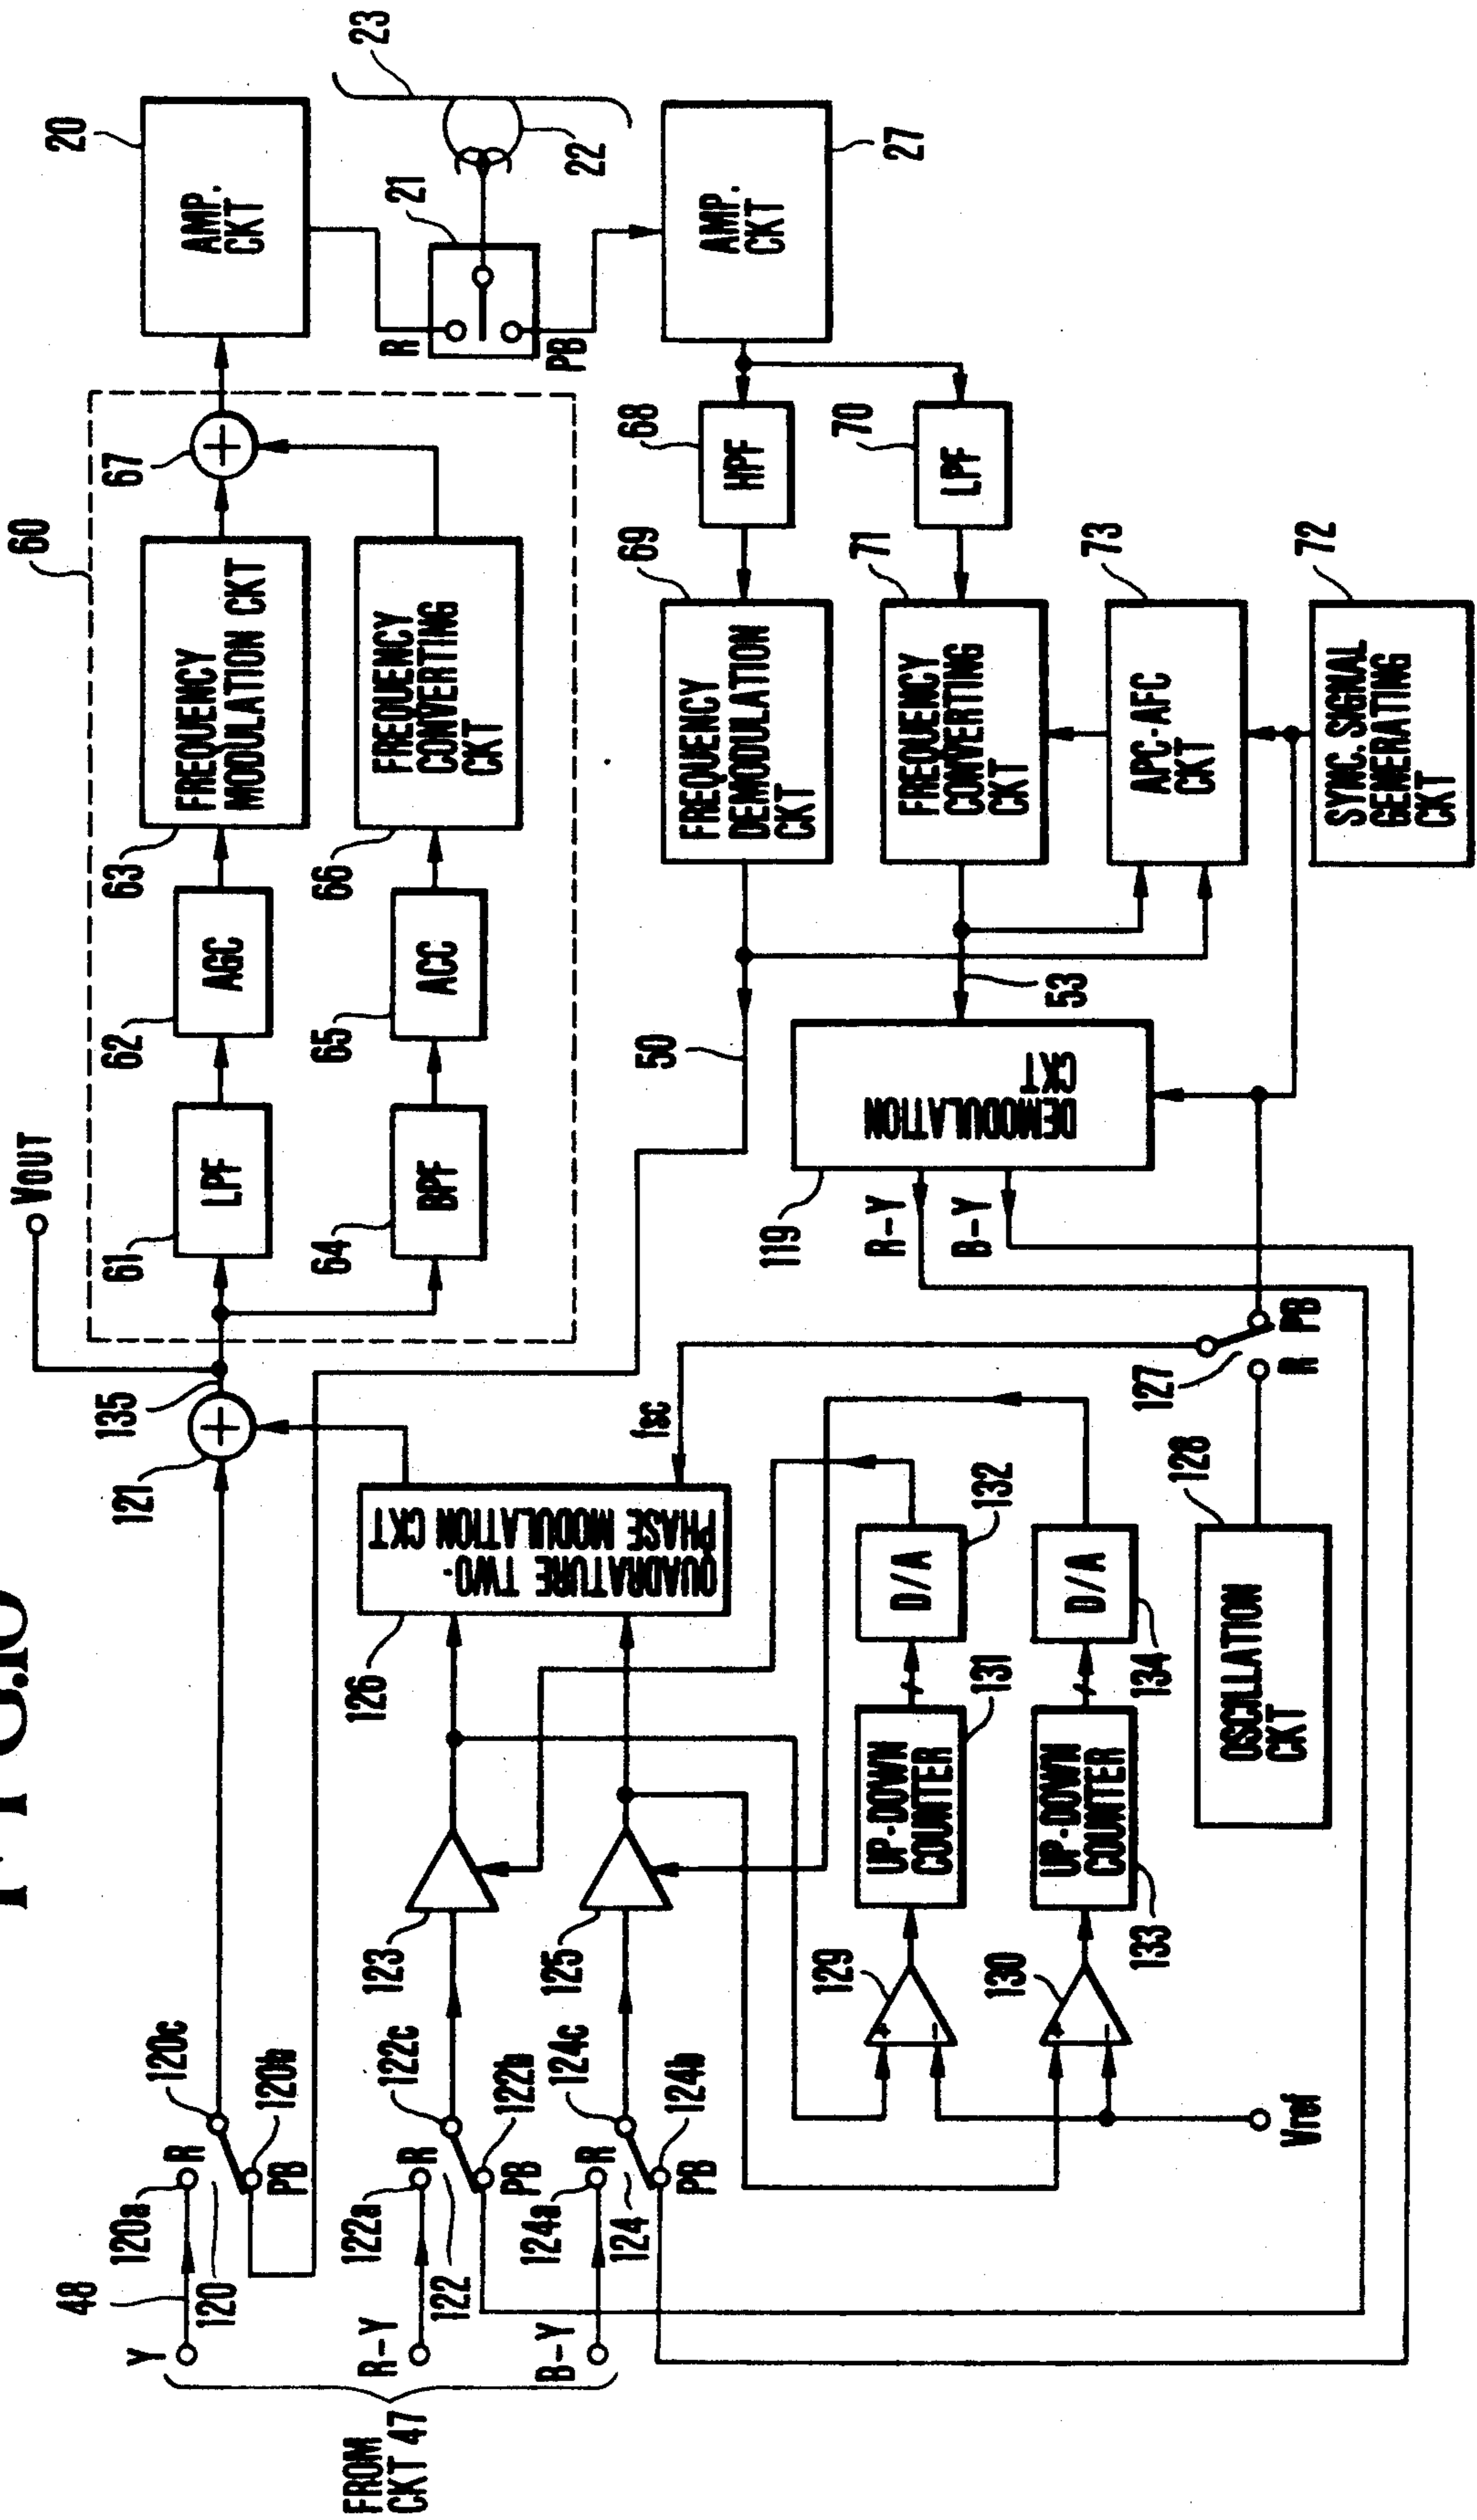 VOUT
60
61
LPF
62
AGC
63
FREQUENCY
MODULATION CKT
67
20
AMP.
CKT
64
BPF
65
ACC
66
FREQUENCY
CONVERTING
CKT
R
21
PB
22
23
Y
48
120a
R
120
120c
PB
120b
121
135
FROM
CKT 47
R-Y
122a
R
122
122c
PB
122b
123
126
QUADRATURE TWO-
PHASE MODULATION CKT
fsc
B-Y
124a
R
124
124c
PB
124b
125
50
69
FREQUENCY
DEMODULATION
CKT
68
HPF
AMP.
CKT
27
119
DEMODULATION
CKT
R-Y
B-Y
53
71
FREQUENCY
CONVERTING
CKT
70
LPF
129
UP-DOWN
COUNTER
131
D/A
132
130
133
UP-DOWN
COUNTER
134
D/A
APC·AFC
CKT
73
Vref
OSCILLATION
CKT
128
127
R
PB
SYNC. SIGNAL
GENERATING
CKT
72